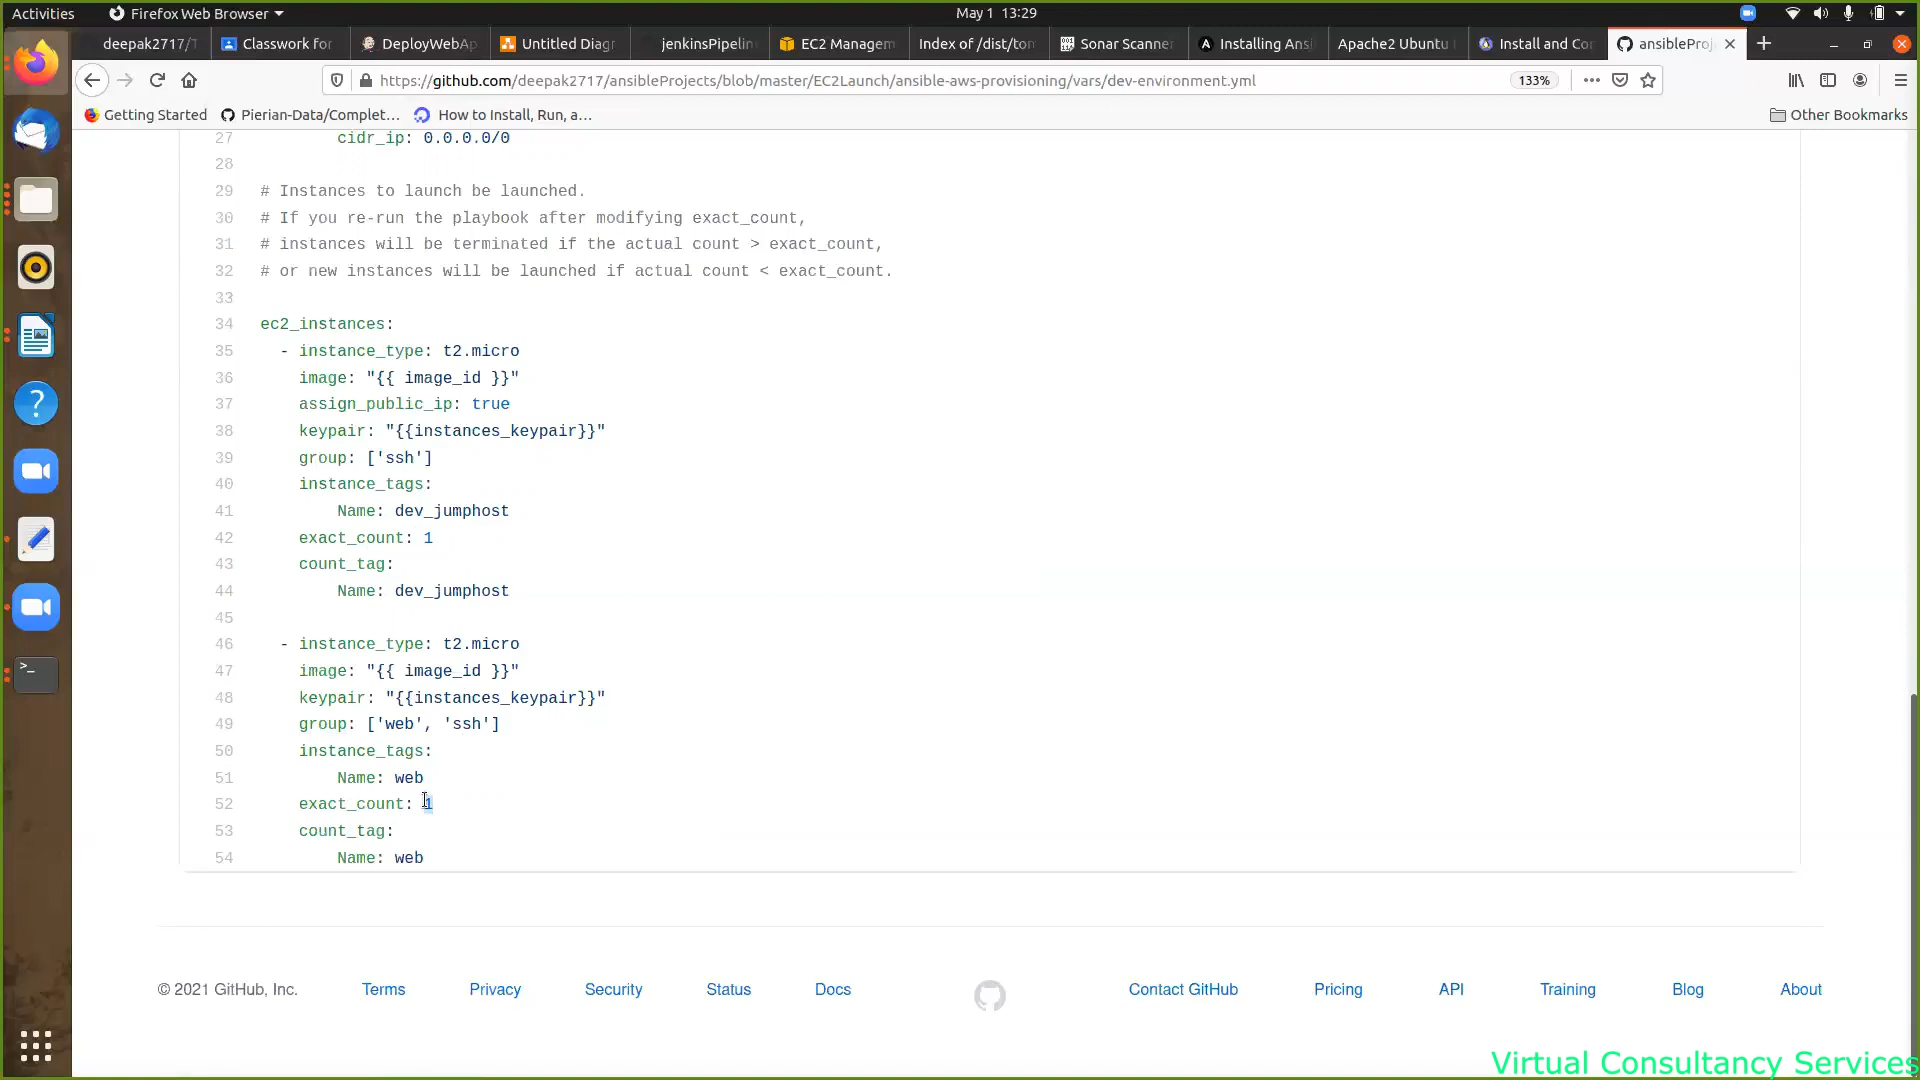 Activities
Firefox Web Browser
May 1 13:29
deepak2717/T
Classwork for
DeployWebAp
Untitled Diagr
jenkinsPipelin
EC2 Managem
Index of /dist/tom
Sonar Scanner
Installing Ansi
Apache2 Ubuntu
Install and Co
ansibleProj
https://github.com/deepak2717/ansibleProjects/blob/master/EC2Launch/ansible-aws-provisioning/vars/dev-environment.yml
133%
Getting Started
Pierian-Data/Complet...
How to Install, Run, a...
Other Bookmarks
27 cidr_ip: 0.0.0.0/0
28
29 # Instances to launch be launched.
30 # If you re-run the playbook after modifying exact_count,
31 # instances will be terminated if the actual count > exact_count,
32 # or new instances will be launched if actual count < exact_count.
33
34 ec2_instances:
35 - instance_type: t2.micro
36 image: "{{ image_id }}"
37 assign_public_ip: true
38 keypair: "{{instances_keypair}}"
39 group: ['ssh']
40 instance_tags:
41 Name: dev_jumphost
42 exact_count: 1
43 count_tag:
44 Name: dev_jumphost
45
46 - instance_type: t2.micro
47 image: "{{ image_id }}"
48 keypair: "{{instances_keypair}}"
49 group: ['web', 'ssh']
50 instance_tags:
51 Name: web
52 exact_count: 1
53 count_tag:
54 Name: web
© 2021 GitHub, Inc.
Terms
Privacy
Security
Status
Docs
Contact GitHub
Pricing
API
Training
Blog
About
Virtual Consultancy Services